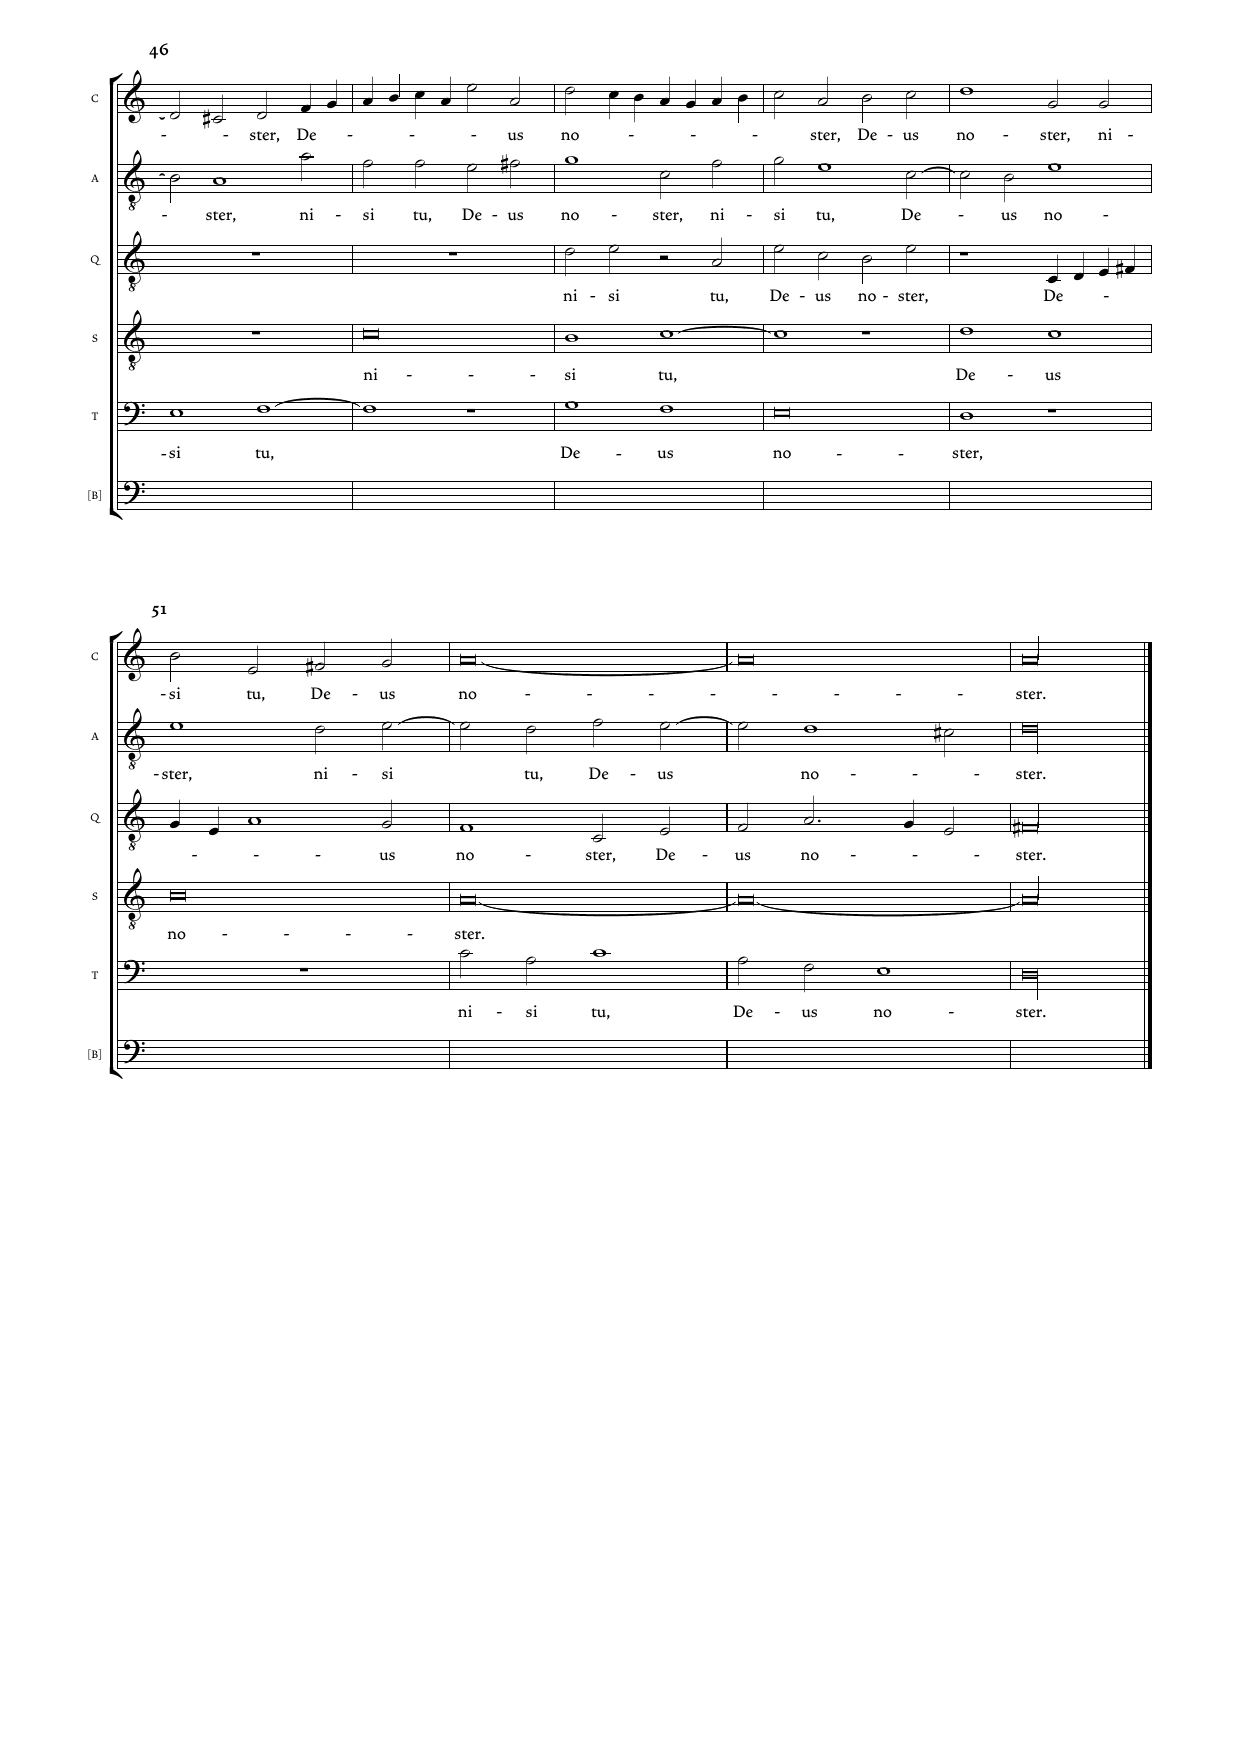 46
C
- - ster, De - - - us no - - - ster, De - us no - ster, ni -
A
- ster, ni - si tu, De - us no - ster, ni - si tu, De - us no -
Q
ni - si tu, De - us no - ster, De -
S
ni - - - si tu, De - us
T
- si tu, De - us no - - ster,
[B]
51
C
- si tu, De - us no - - - - - - - - ster.
A
- ster, ni - si tu, De - us no - - - ster.
Q
- - - us no - ster, De - us no - - - ster.
S
no - - - - ster.
T
ni - si tu, De - us no - ster.
[B]